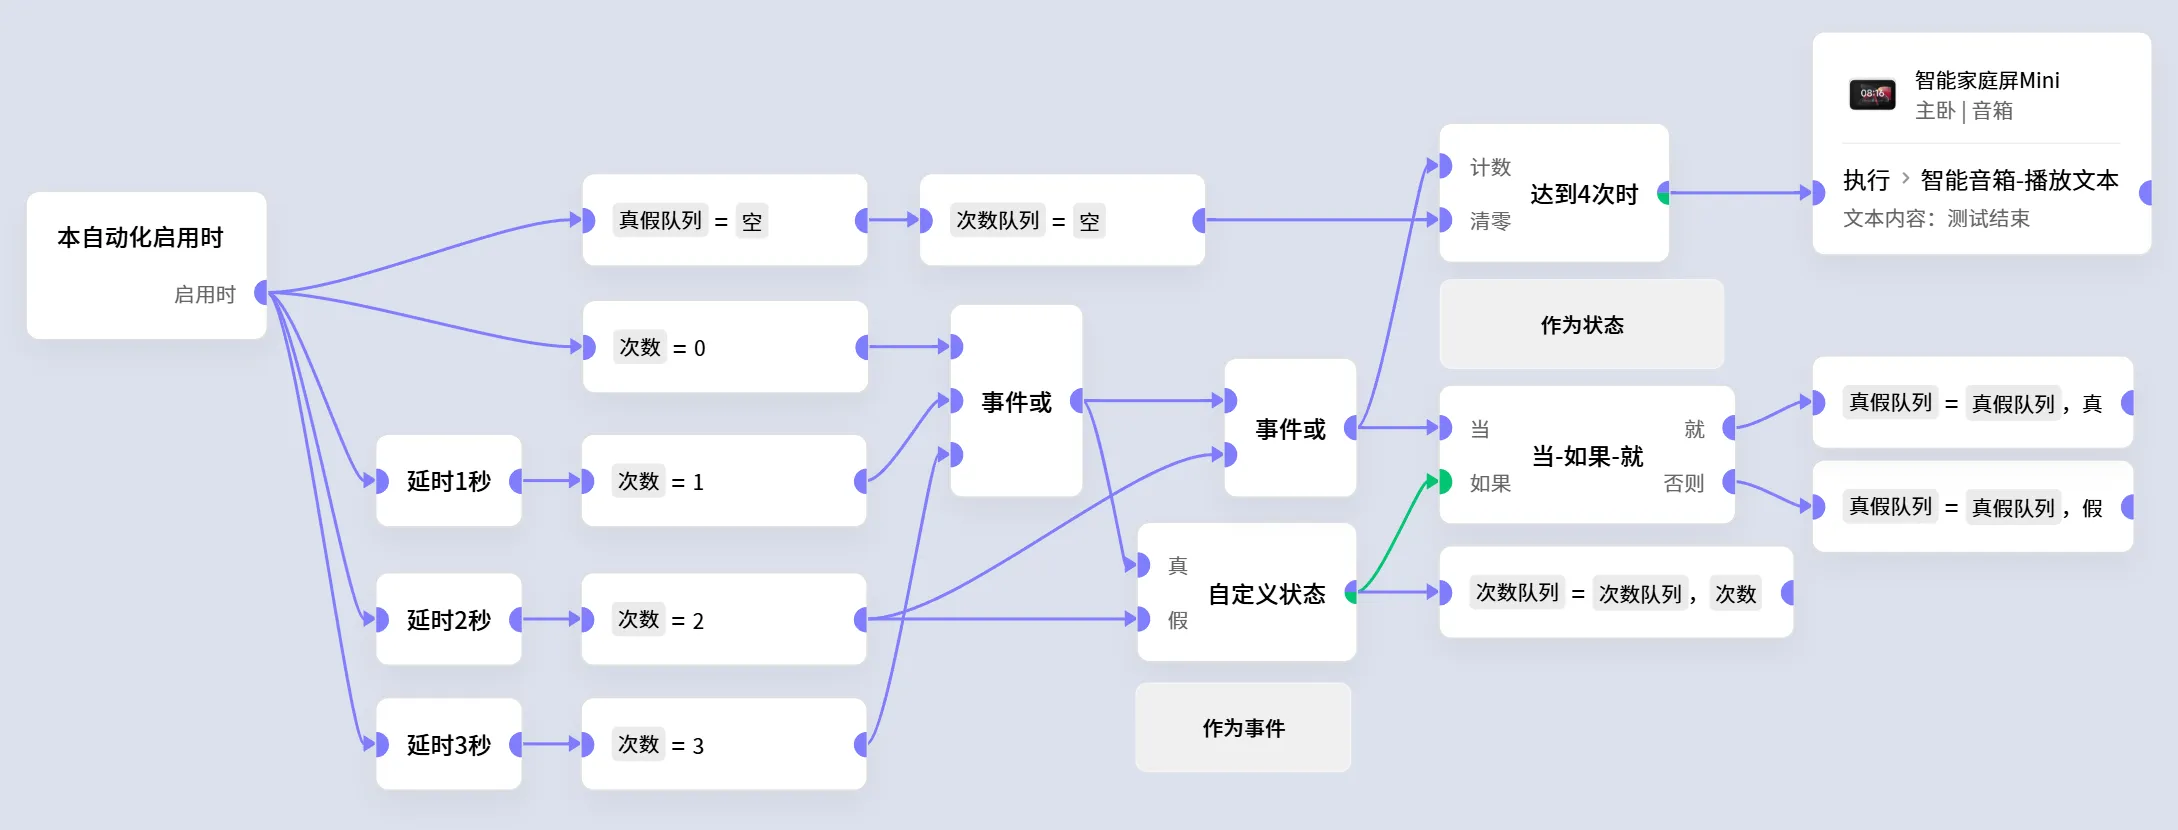 本自动化启用时
启用时
真假队列 = 空
次数队列 = 空
次数 = 0
延时1秒
次数 = 1
延时2秒
次数 = 2
延时3秒
次数 = 3
事件或
事件或
真
假
自定义状态
作为事件
计数
清零
达到4次时
作为状态
当
如果
当-如果-就
就
否则
次数队列 = 次数队列，次数
08:16
智能家庭屏Mini
主卧 | 音箱
执行 > 智能音箱-播放文本
文本内容：测试结束
真假队列 = 真假队列，真
真假队列 = 真假队列，假